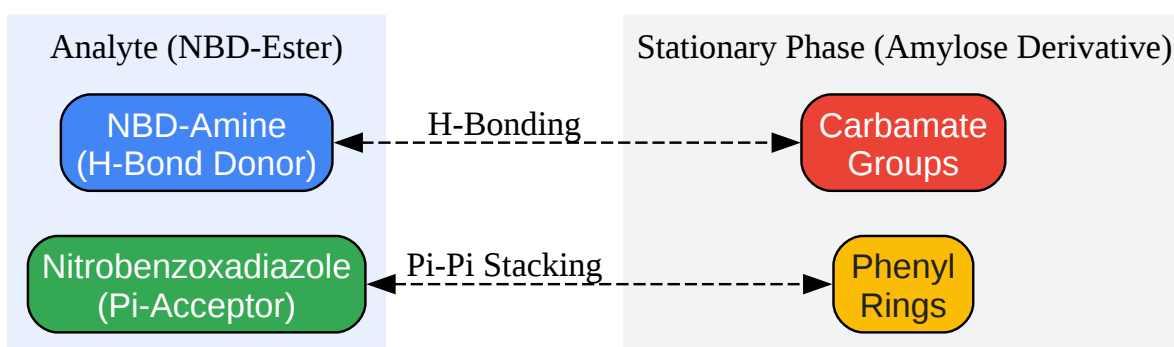 Analyte (NBD-Ester)
Stationary Phase (Amylose Derivative)
NBD-Amine
(H-Bond Donor)
H-Bonding
Carbamate
Groups
Nitrobenzoxadiazole
(Pi-Acceptor)
Pi-Pi Stacking
Phenyl
Rings